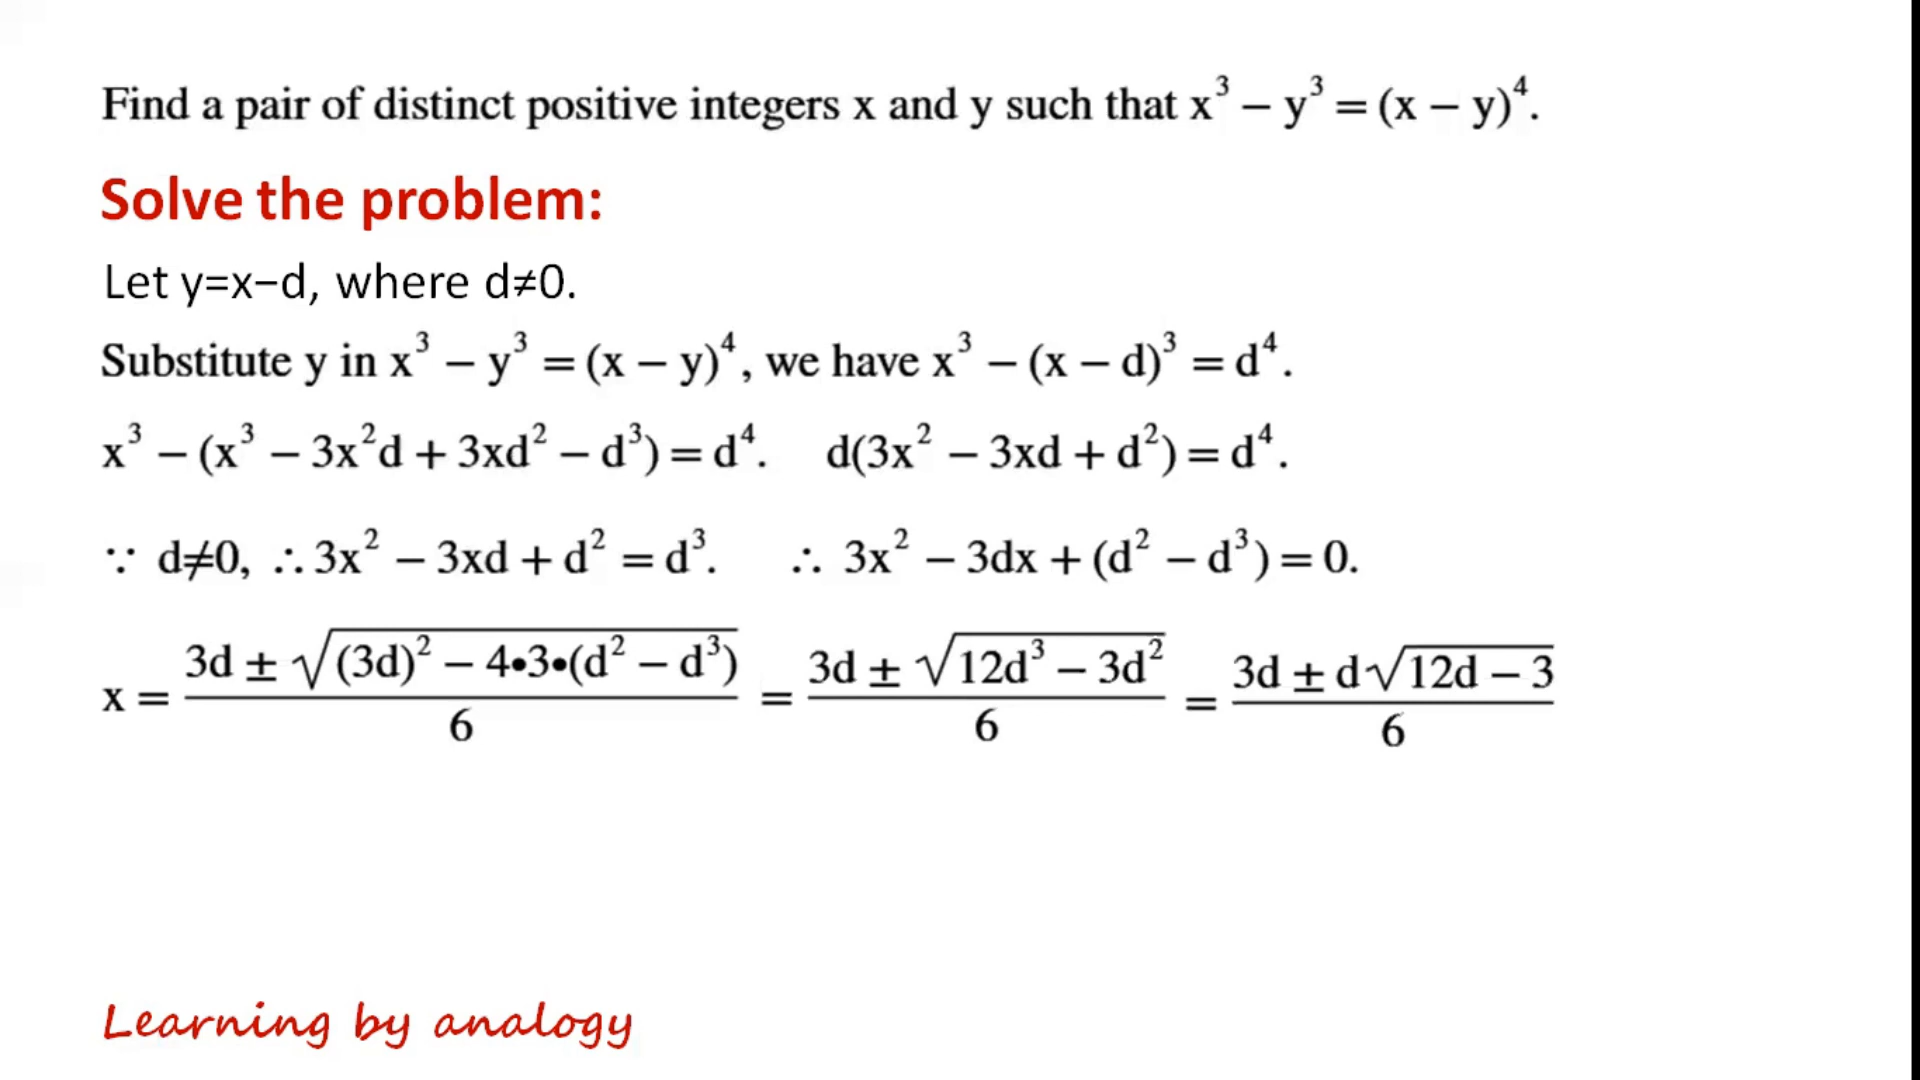 Find a pair of distinct positive integers x and y such that x³ − y³ = (x − y)⁴.
Solve the problem:
Let y=x−d, where d≠0.
Substitute y in x³ − y³ = (x − y)⁴, we have x³ − (x − d)³ = d⁴.
x³ − (x³ − 3x²d + 3xd² − d³) = d⁴. d(3x² − 3xd + d²) = d⁴.
∵ d≠0, ∴ 3x² − 3xd + d² = d³. ∴ 3x² − 3dx + (d² − d³) = 0.
x = (3d ± √((3d)² − 4•3•(d² − d³)))/6 = (3d ± √(12d³ − 3d²))/6 = (3d ± d√(12d − 3))/6
Learning by analogy